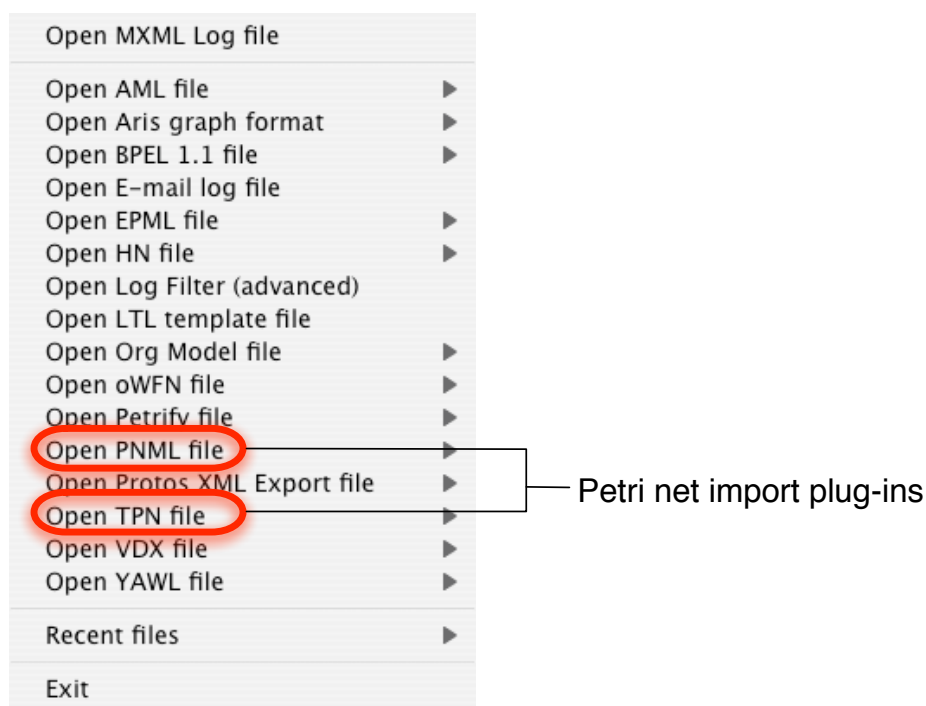 Open MXML Log file
Open AML file
Open Aris graph format
Open BPEL 1.1 file
Open E-mail log file
Open EPML file
Open HN file
Open Log Filter (advanced)
Open LTL template file
Open Org Model file
Open oWFN file
Open Petrify file
Open PNML file
Open Protos XML Export file
Open TPN file
Open VDX file
Open YAWL file
Recent files
Exit
Petri net import plug-ins